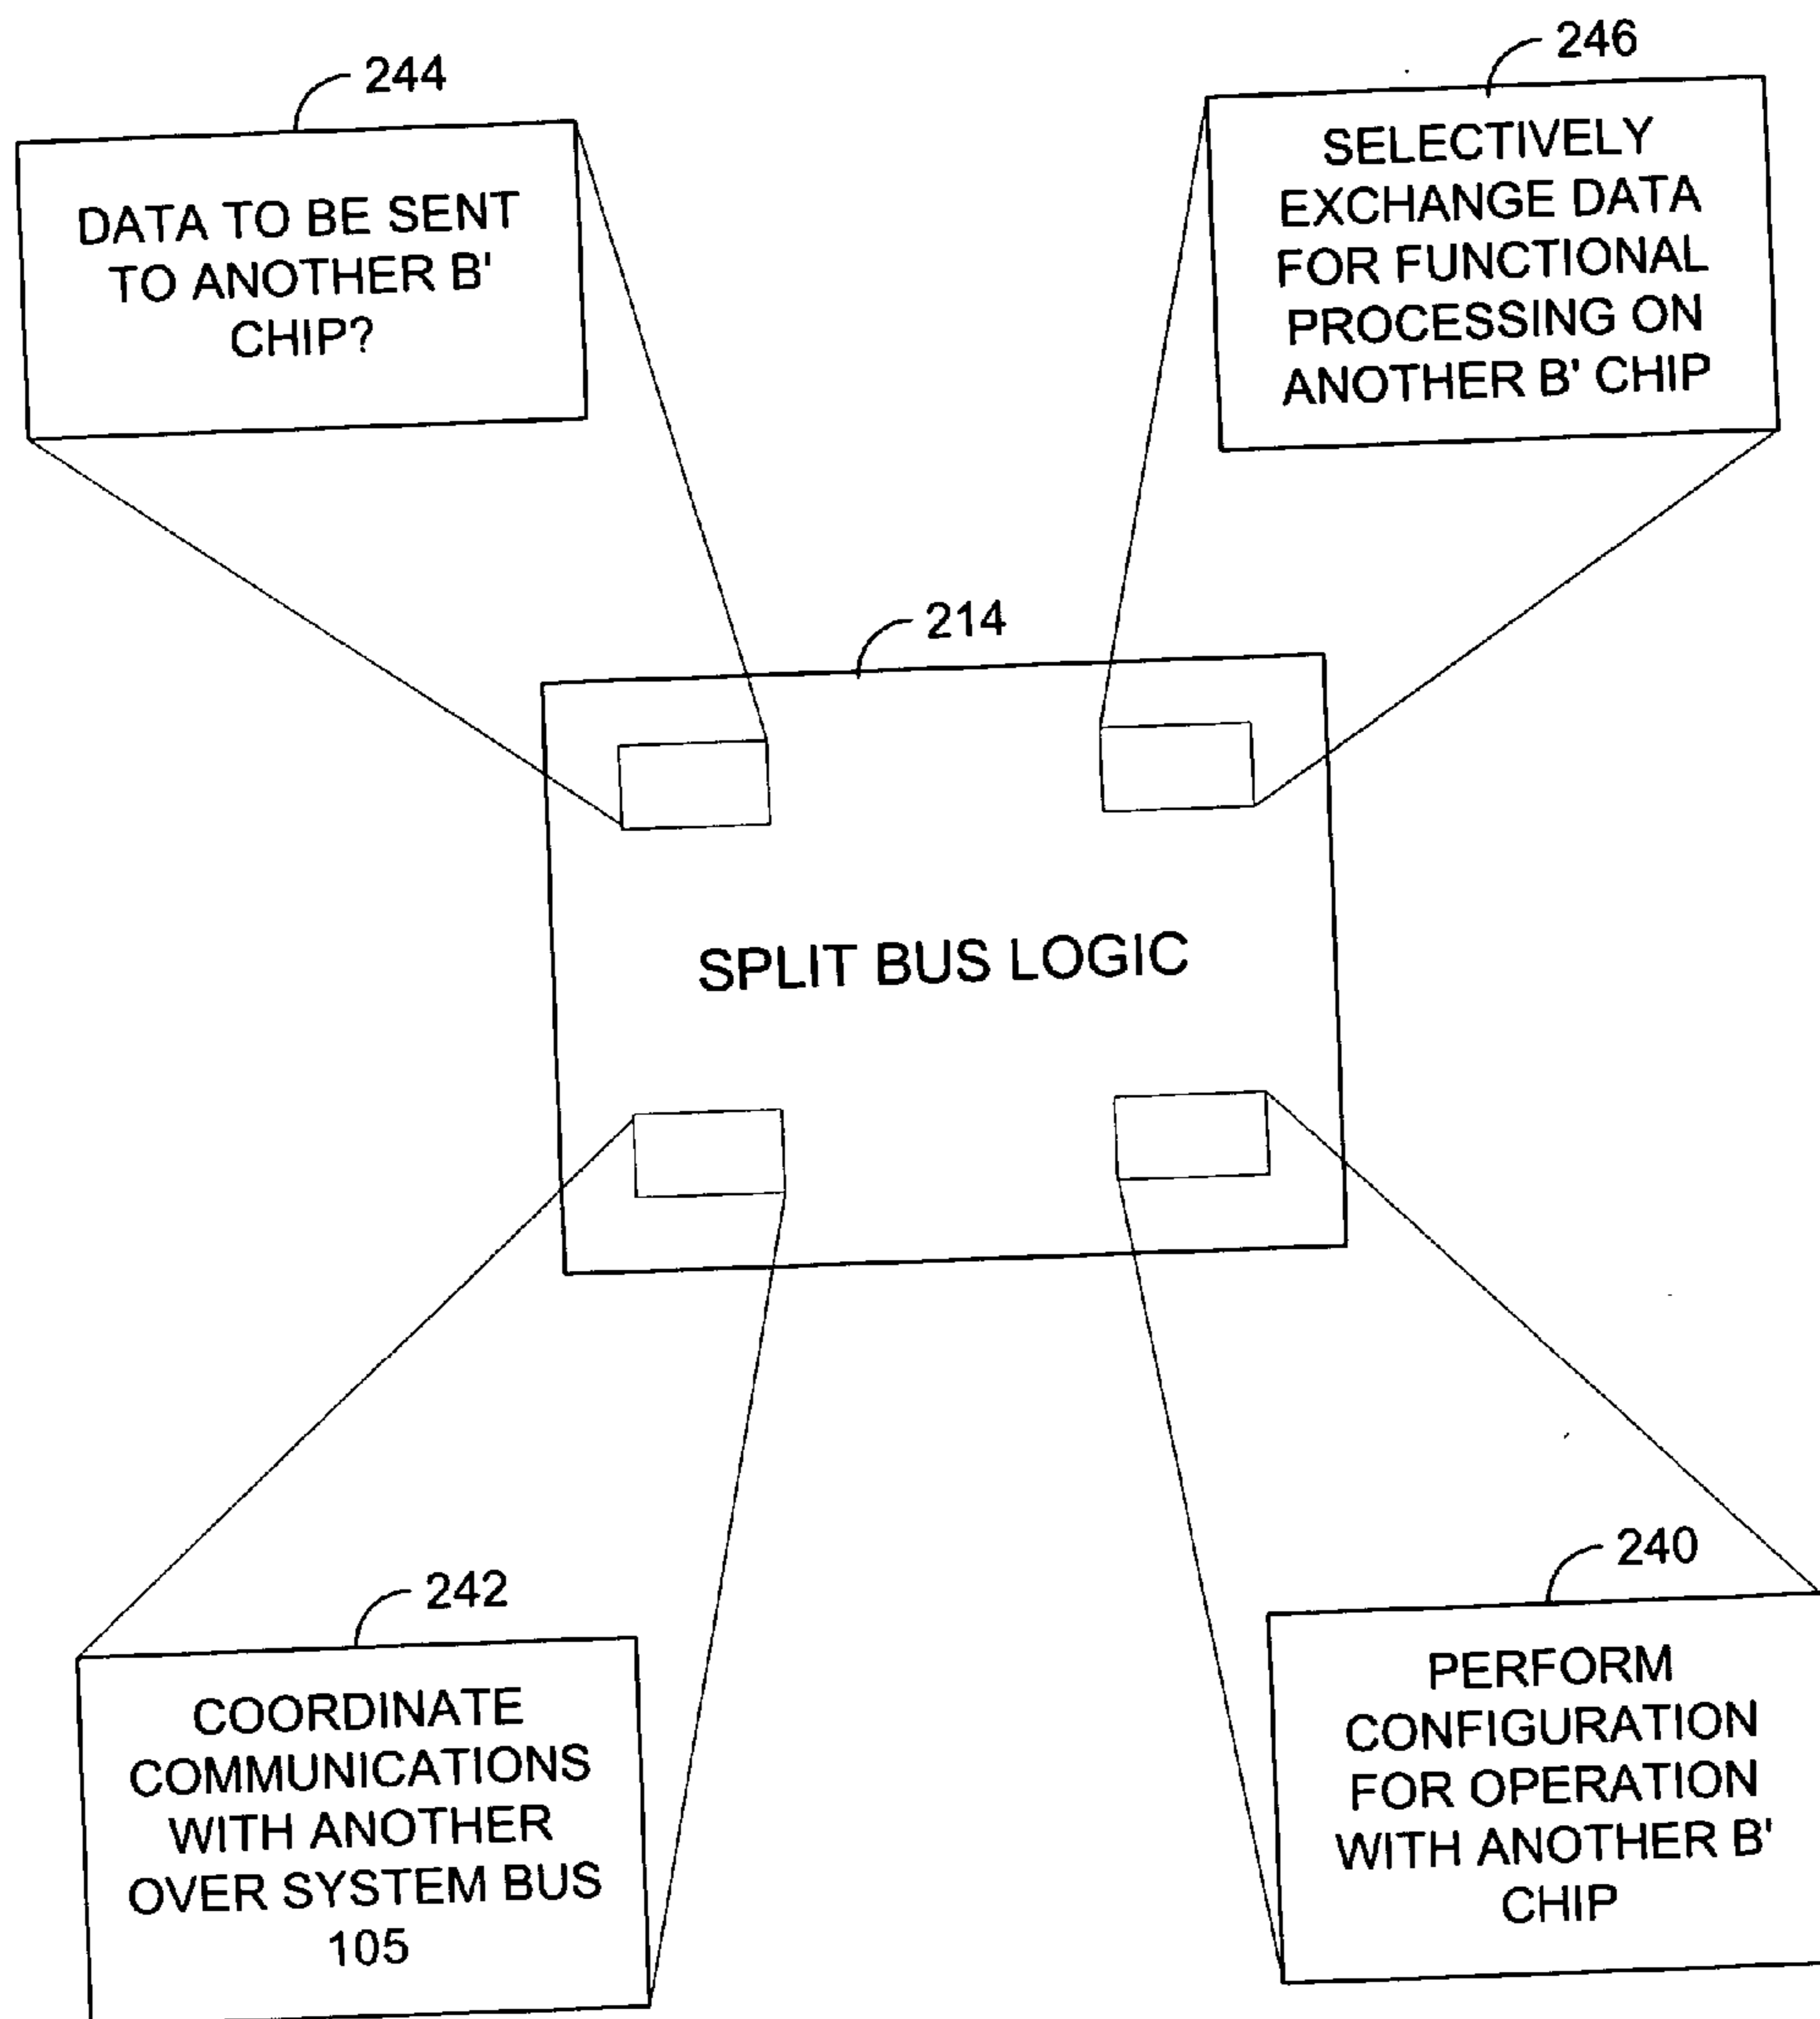 244
DATA TO BE SENT
TO ANOTHER B'
CHIP?
246
SELECTIVELY
EXCHANGE DATA
FOR FUNCTIONAL
PROCESSING ON
ANOTHER B' CHIP
214
SPLIT BUS LOGIC
242
COORDINATE
COMMUNICATIONS
WITH ANOTHER
OVER SYSTEM BUS
105
240
PERFORM
CONFIGURATION
FOR OPERATION
WITH ANOTHER B'
CHIP